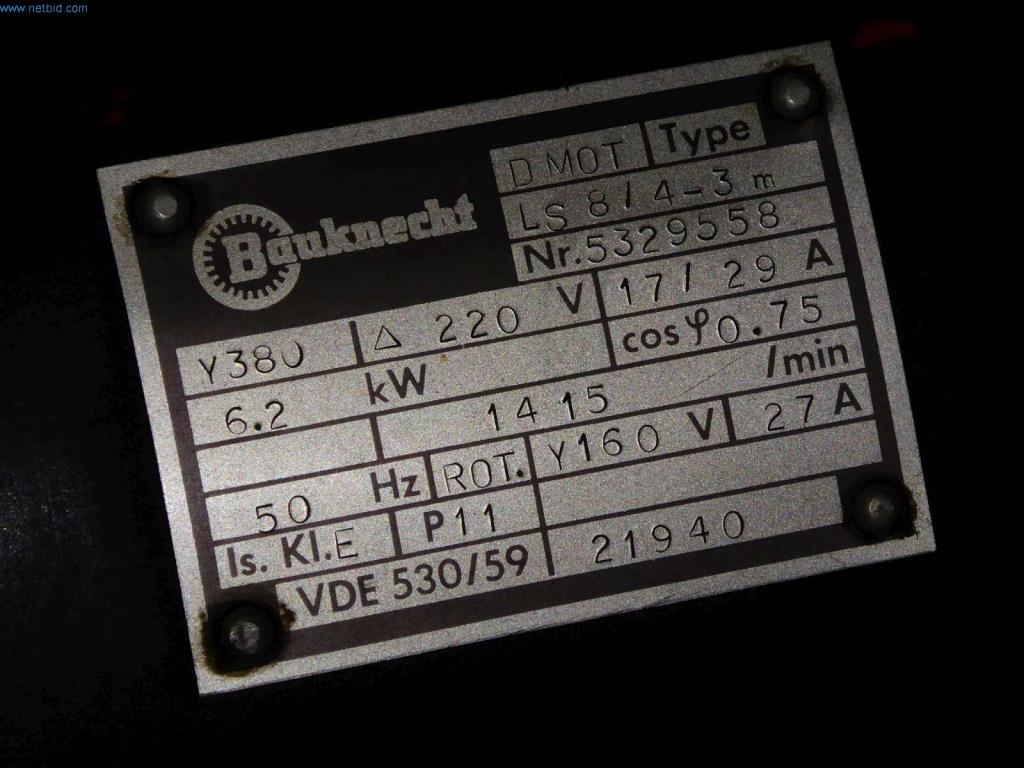 www.netbid.com
Bauknecht
D MOT Type
LS 8/4-3 m
Nr. 5329558
Y380 △ 220 V 17/29 A
6.2 kW cosφ 0.75
1415 /min
50 Hz ROT. Y160 V 27 A
Is. Kl. E P11
VDE 530/59 21940